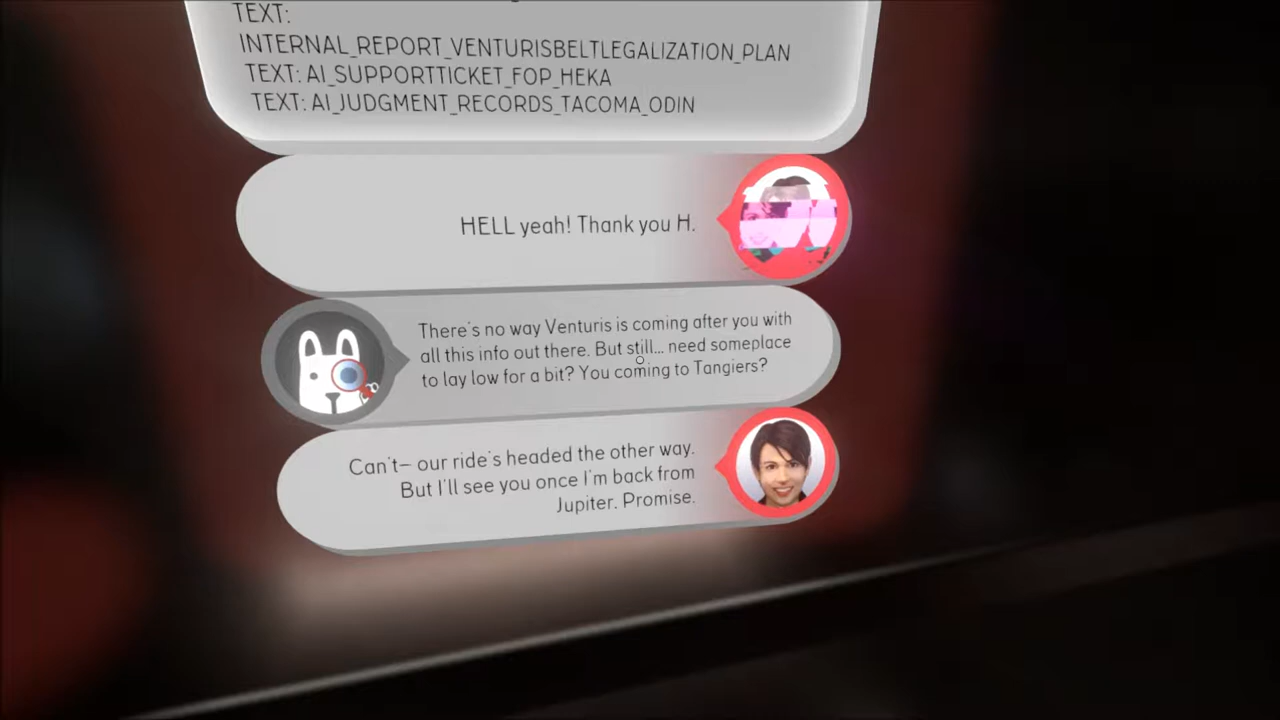 TEXT:
INTERNAL_REPORT_VENTURISBELTLEGALIZATION_PLAN
TEXT: AI_SUPPORTTICKET_FOP_HEKA
TEXT: AI_JUDGMENT_RECORDS_TACOMA_ODIN
HELL yeah! Thank you H.
There's no way Venturis is coming after you with
all this info out there. But still... need someplace
to lay low for a bit? You coming to Tangiers?
Can't– our ride's headed the other way.
But I'll see you once I'm back from
Jupiter. Promise.